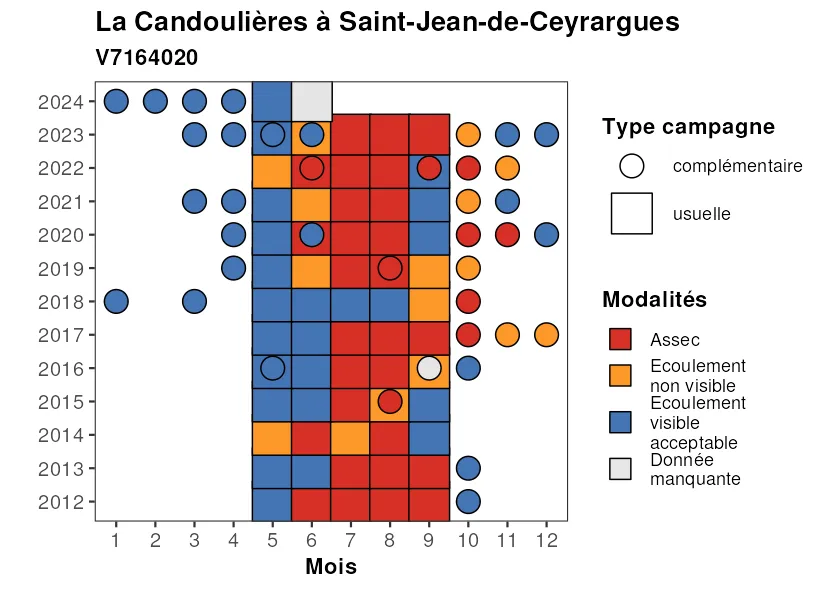 La Candoulières à Saint-Jean-de-Ceyrargues
V7164020
2024
2023
2022
2021
2020
2019
2018
2017
2016
2015
2014
2013
2012
1 2 3 4 5 6 7 8 9 10 11 12
Mois
Type campagne
complémentaire
usuelle
Modalités
Assec
Ecoulement
non visible
Ecoulement
visible
acceptable
Donnée
manquante